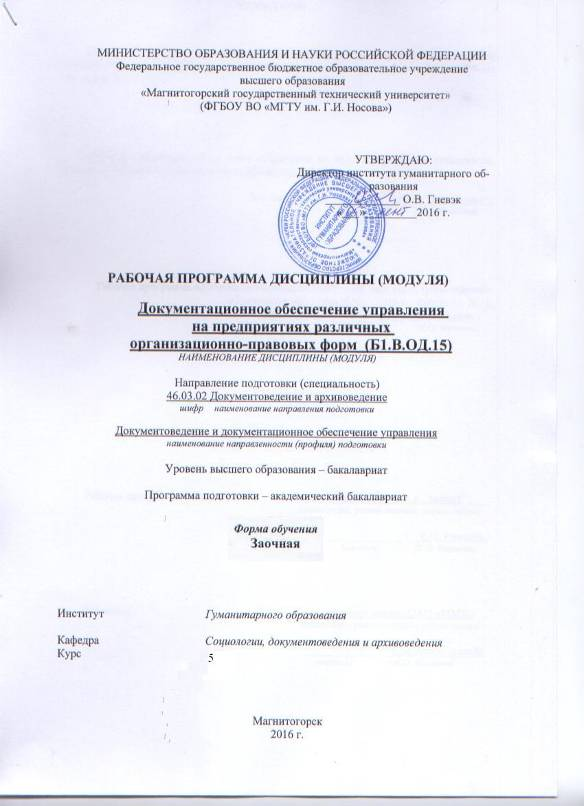 МИНИСТЕРСТВО ОБРАЗОВАНИЯ И НАУКИ РОССИЙСКОЙ ФЕДЕРАЦИИ
Федеральное государственное бюджетное образовательное учреждение
высшего образования
«Магнитогорский государственный технический университет»
(ФГБОУ ВО «МГТУ им. Г.И. Носова»)
УТВЕРЖДАЮ:
Директор института гуманитарного об-
разования
О.В. Гневэк
2016 г.
ИНСТИТУТ
ГУМАНИТАРНОГО
ОБРАЗОВАНИЯ
РАБОЧАЯ ПРОГРАММА ДИСЦИПЛИНЫ (МОДУЛЯ)
Документационное обеспечение управления
на предприятиях различных
организационно-правовых форм (Б1.В.ОД.15)
НАИМЕНОВАНИЕ ДИСЦИПЛИНЫ (МОДУЛЯ)
Направление подготовки (специальность)
46.03.02 Документоведение и архивоведение
шифр наименование направления подготовки
Документоведение и документационное обеспечение управления
наименование направленности (профиля) подготовки
Уровень высшего образования – бакалавриат
Программа подготовки – академический бакалавриат
Форма обучения
Заочная
Институт Гуманитарного образования
Кафедра Социологии, документоведения и архивоведения
Курс 5
Магнитогорск
2016 г.